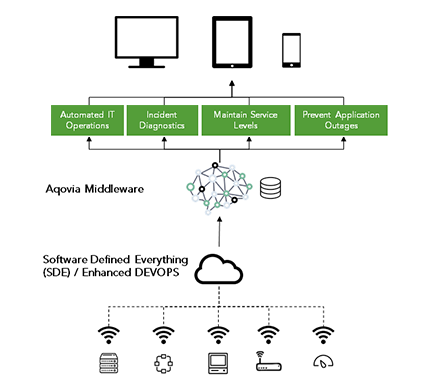 Automated IT
Operations
Incident
Diagnostics
Maintain Service
Levels
Prevent Application
Outages
Aqovia Middleware
Software Defined Everything
(SDE) / Enhanced DEVOPS